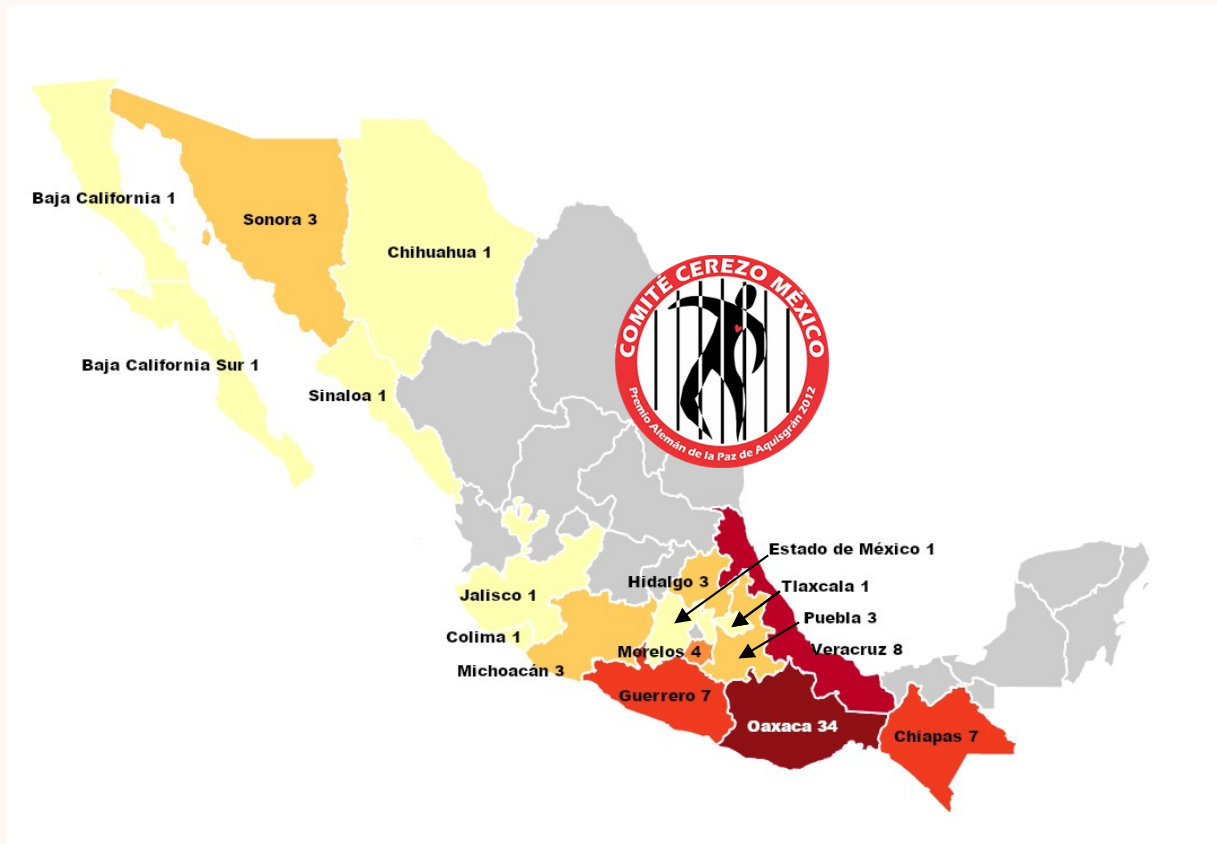 Baja California 1
Sonora 3
Chihuahua 1
COMITÉ CEREZO MÉXICO
Premio Alemán de la Paz de Aquisgrán 2012
Baja California Sur 1
Sinaloa 1
Estado de México 1
Hidalgo 3
Tlaxcala 1
Jalisco 1
Puebla 3
Colima 1
Morelos 4
Veracruz 8
Michoacán 3
Guerrero 7
Oaxaca 34
Chiapas 7